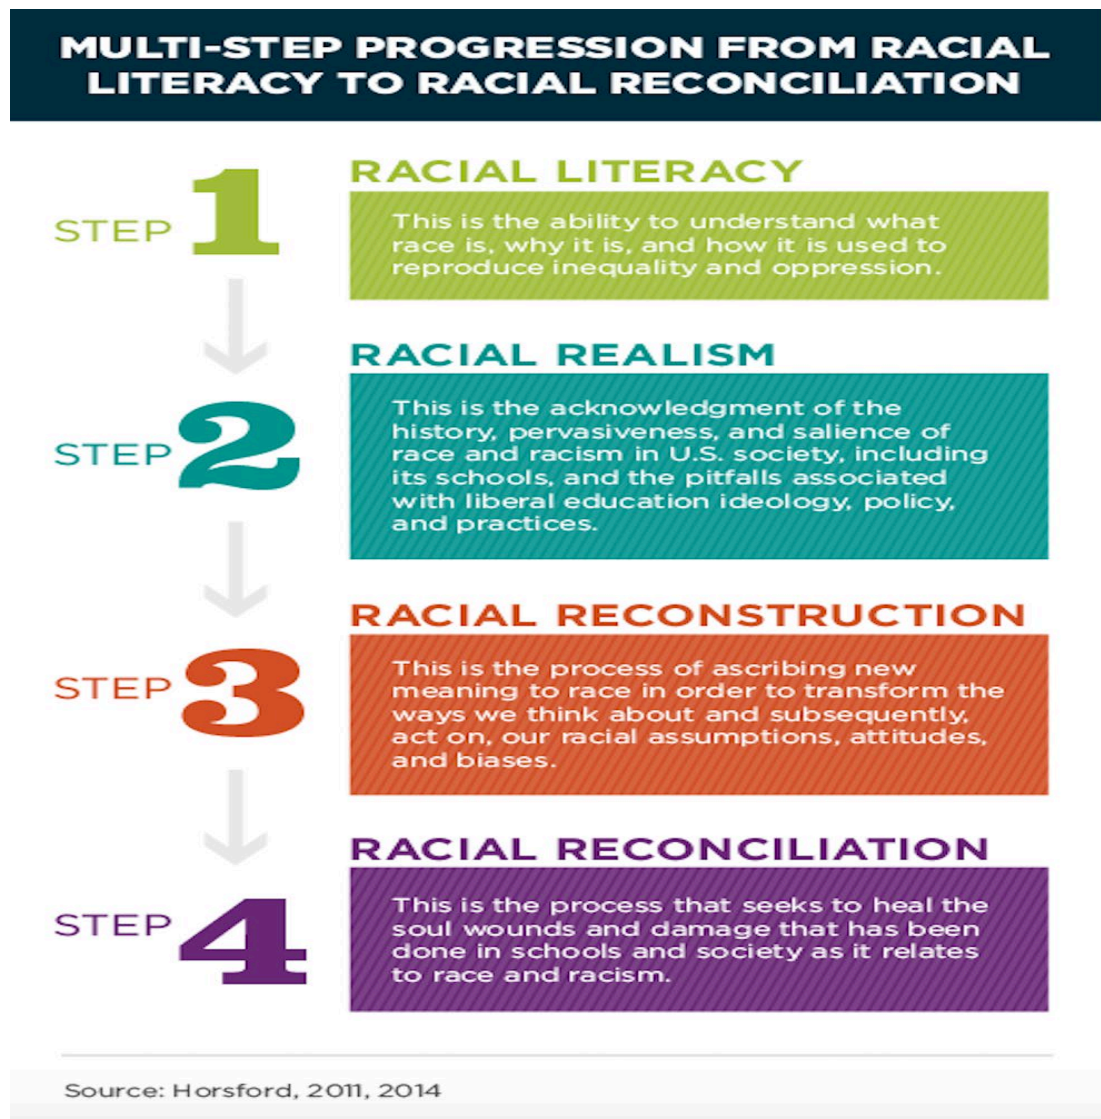 MULTI-STEP PROGRESSION FROM RACIAL
LITERACY TO RACIAL RECONCILIATION
STEP 1
RACIAL LITERACY
This is the ability to understand what
race is, why it is, and how it is used to
reproduce inequality and oppression.
STEP 2
RACIAL REALISM
This is the acknowledgment of the
history, pervasiveness, and salience of
race and racism in U.S. society, including
its schools, and the pitfalls associated
with liberal education ideology, policy,
and practices.
STEP 3
RACIAL RECONSTRUCTION
This is the process of ascribing new
meaning to race in order to transform the
ways we think about and subsequently,
act on, our racial assumptions, attitudes,
and biases.
STEP 4
RACIAL RECONCILIATION
This is the process that seeks to heal the
soul wounds and damage that has been
done in schools and society as it relates
to race and racism.
Source: Horsford, 2011, 2014